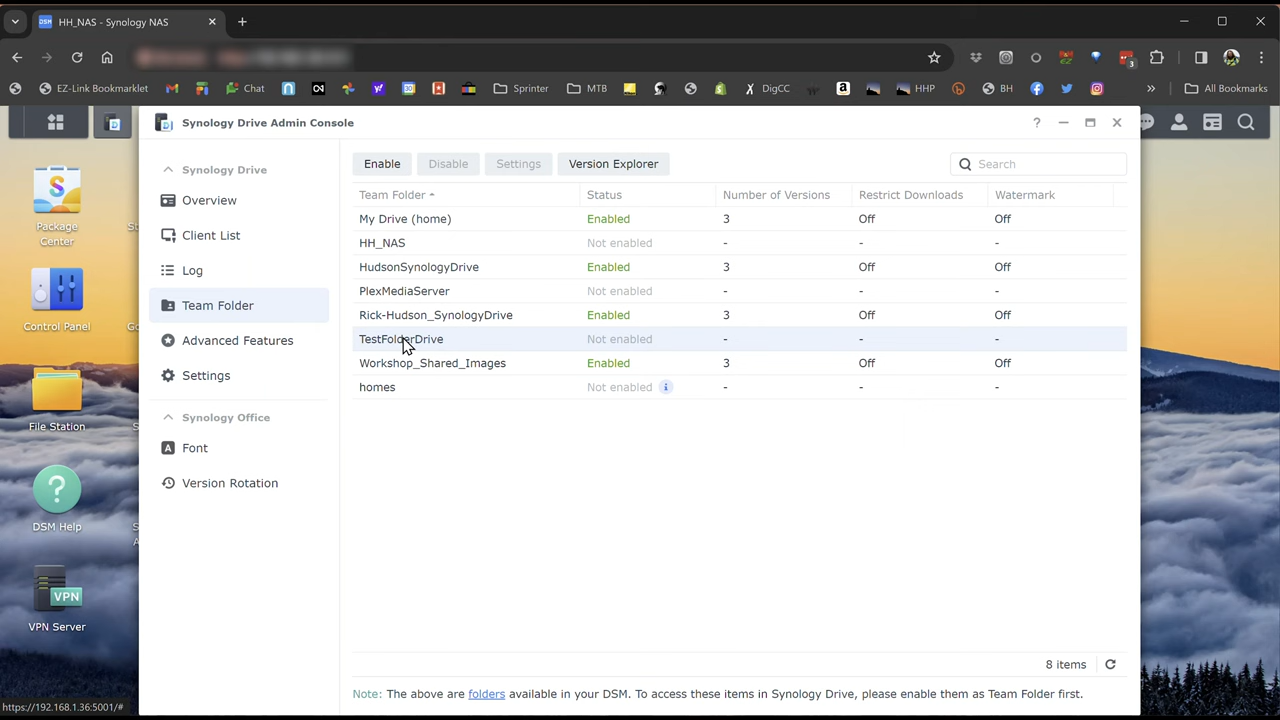 DSM HH_NAS - Synology NAS
EZ-Link Bookmarklet
Chat
Sprinter
MTB
DigCC
HHP
BH
All Bookmarks
3
Synology Drive Admin Console
Synology Drive
Overview
Client List
Log
Team Folder
Advanced Features
Settings
Synology Office
Font
Version Rotation
Enable Disable Settings Version Explorer Search
Team Folder Status Number of Versions Restrict Downloads Watermark
My Drive (home) Enabled 3 Off Off
HH_NAS Not enabled - - -
HudsonSynologyDrive Enabled 3 Off Off
PlexMediaServer Not enabled - - -
Rick-Hudson_SynologyDrive Enabled 3 Off Off
TestFolderDrive Not enabled - - -
Workshop_Shared_Images Enabled 3 Off Off
homes Not enabled - - -
8 items
Note: The above are folders available in your DSM. To access these items in Synology Drive, please enable them as Team Folder first.
Package
Center
Control Panel
File Station
DSM Help
VPN
VPN Server
https://192.168.1.36:5001/#